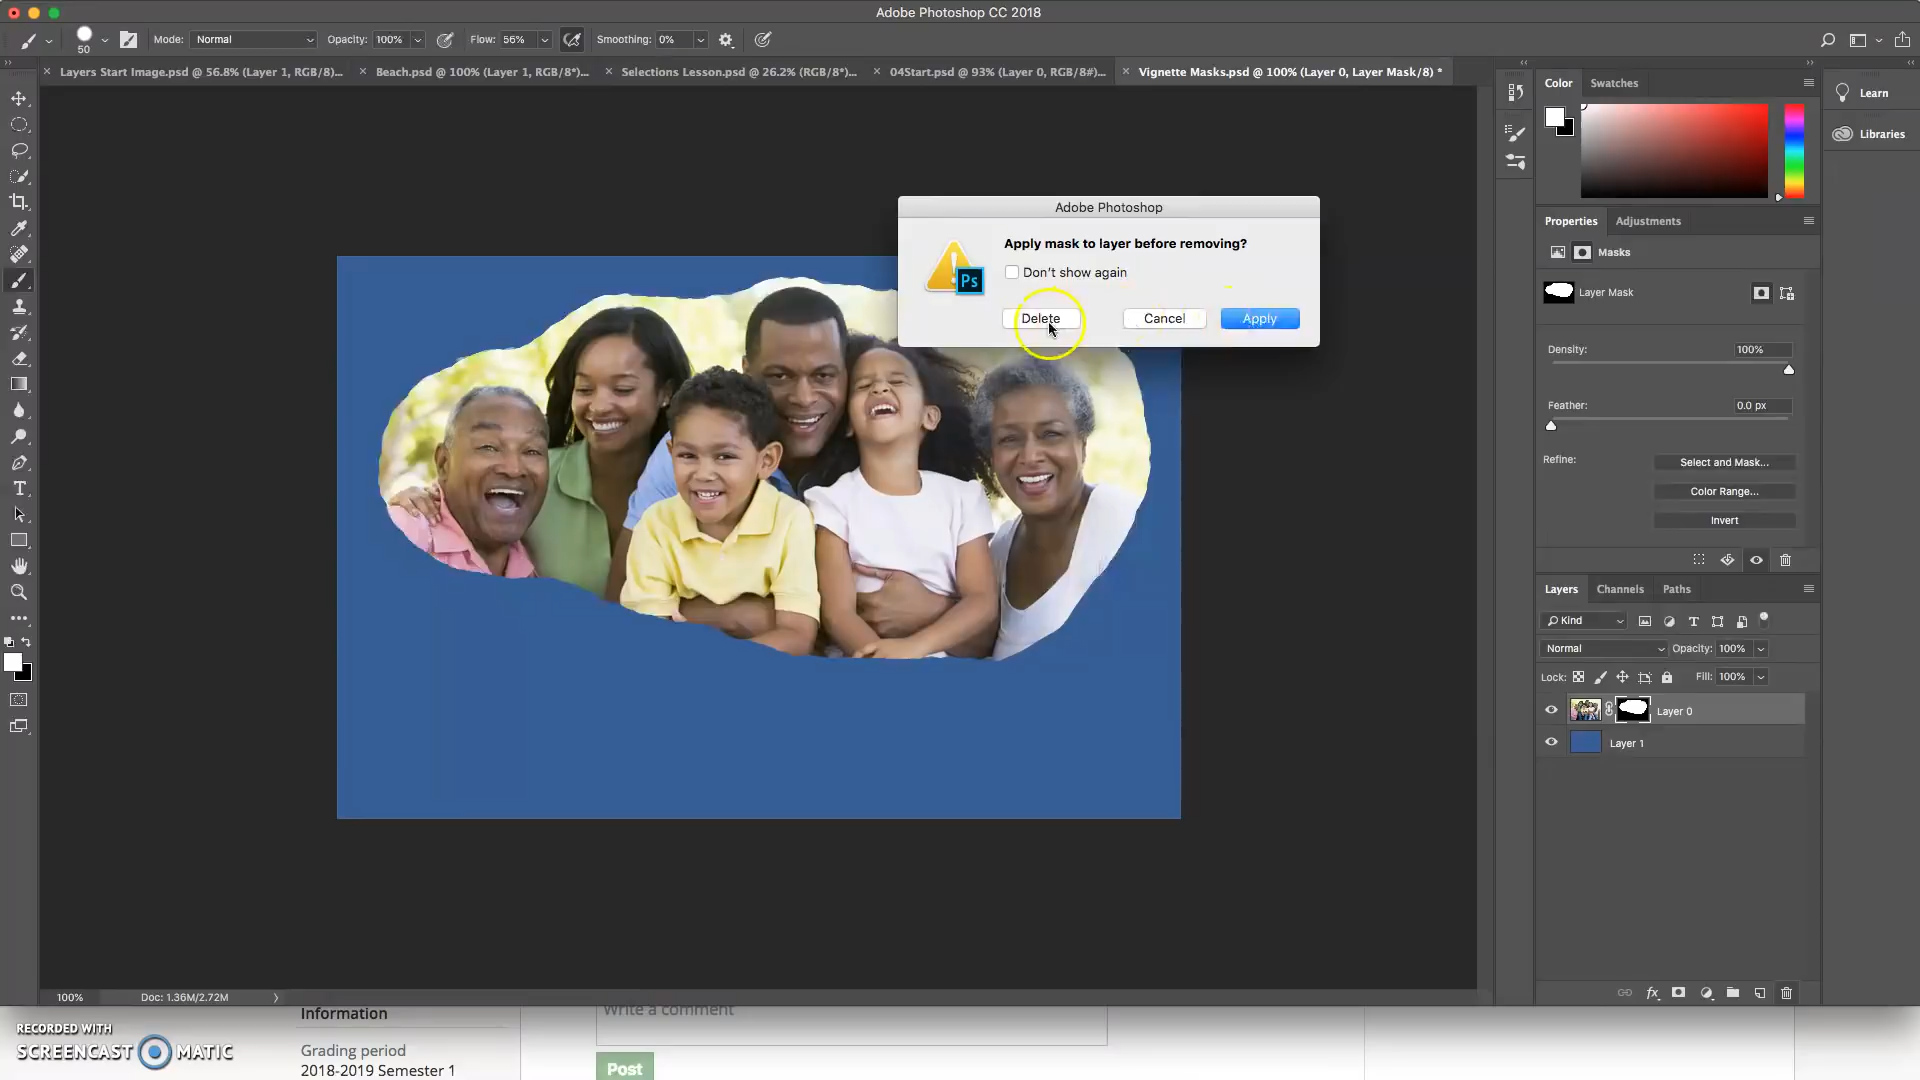 Adobe Photoshop CC 2018
50
Mode: Normal
Opacity: 100%
Flow: 56%
Smoothing: 0%
Layers Start Image.psd @ 56.8% (Layer 1, RGB/8)...
Beach.psd @ 100% (Layer 1, RGB/8*)...
Selections Lesson.psd @ 26.2% (RGB/8*)...
04Start.psd @ 93% (Layer 0, RGB/8#)...
Vignette Masks.psd @ 100% (Layer 0, Layer Mask/8) *
Color
Swatches
Learn
Libraries
Adobe Photoshop
Apply mask to layer before removing?
Ps
Don't show again
Delete
Cancel
Apply
Properties
Adjustments
Masks
Layer Mask
Density: 100%
Feather: 0.0 px
Refine:
Select and Mask...
Color Range...
Invert
Layers
Channels
Paths
Kind
Normal
Opacity: 100%
Lock:
Fill: 100%
Layer 0
Layer 1
fx
100%
Doc: 1.36M/2.72M
Information
Write a comment
Grading period
2018-2019 Semester 1
Post
RECORDED WITH
SCREENCAST MATIC